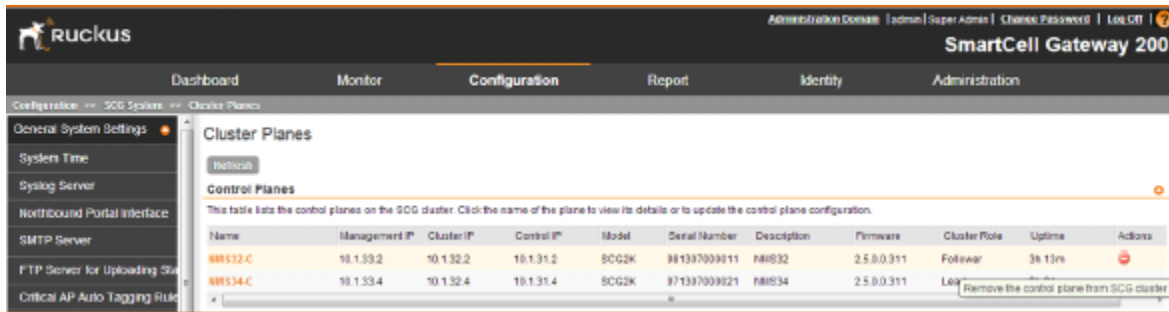 Administration Domain | admin | Super Admin | Change Password | Log Off |
Ruckus
SmartCell Gateway 200
Dashboard Monitor Configuration Report Identity Administration
Configuration >> SCG System >> Cluster Planes
General System Settings
System Time
Syslog Server
Northbound Portal Interface
SMTP Server
FTP Server for Uploading Sta
Critical AP Auto Tagging Rule
Cluster Planes
Refresh
Control Planes
This table lists the control planes on the SCG cluster. Click the name of the plane to view its details or to update the control plane configuration.
Name Management IP Cluster IP Control IP Model Serial Number Description Firmware Cluster Role Uptime Actions
NMS32-C 10.1.33.2 10.1.32.2 10.1.31.2 SCG2K 981307000011 NMS32 2.5.0.0.311 Follower 3h 13m
NMS34-C 10.1.33.4 10.1.32.4 10.1.31.4 SCG2K 971307000021 NMS34 2.5.0.0.311
Remove the control plane from SCG cluster